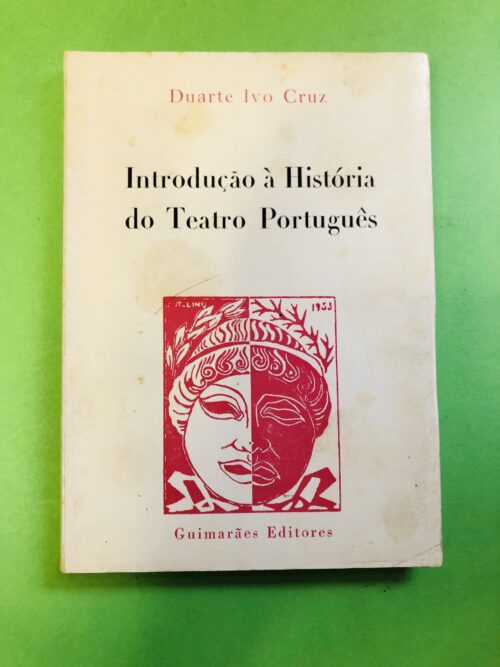 Duarte Ivo Cruz
Introdução à História
do Teatro Português
1953
Guimarães Editores